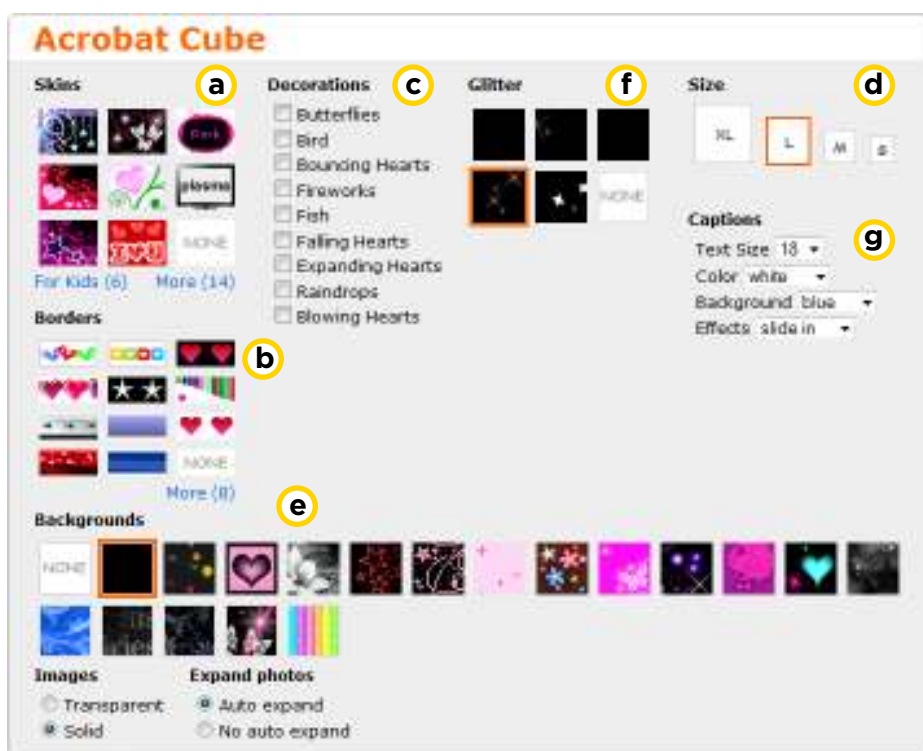 Acrobat Cube
Skins
a
Dark
plasma
NONE
For Kids (6) More (14)
Borders
b
NONE
More (8)
Decorations
c
Butterflies
Bird
Bouncing Hearts
Fireworks
Fish
Falling Hearts
Expanding Hearts
Raindrops
Blowing Hearts
Glitter
f
NONE
Size
d
XL
L
M
S
Captions
g
Text Size 18
Color white
Background blue
Effects slide in
Backgrounds
e
NONE
Images
Transparent
Solid
Expand photos
Auto expand
No auto expand